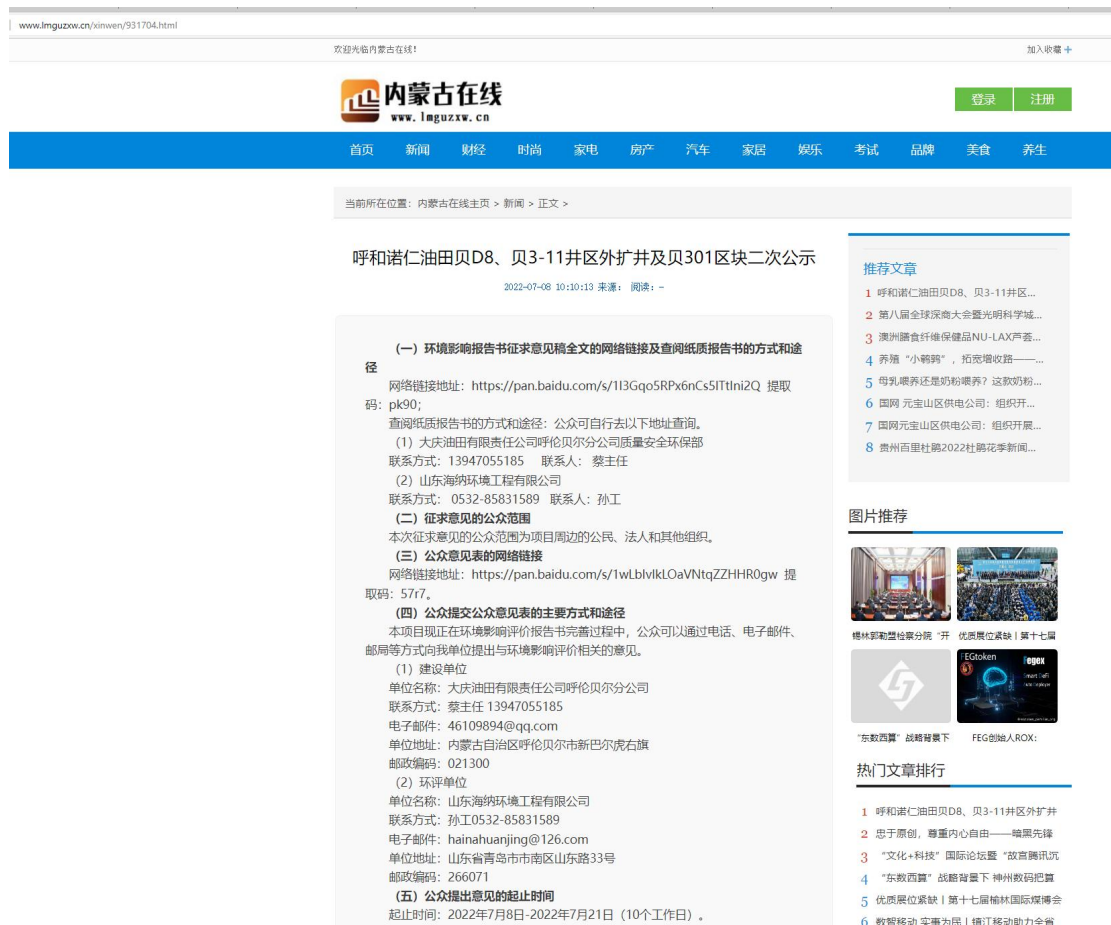 www.lmguzxw.cn/xinwen/931704.html
欢迎光临内蒙古在线！
加入收藏 +
内蒙古在线
www.lmguzxw.cn
登录
注册
首页 新闻 财经 时尚 家电 房产 汽车 家居 娱乐 考试 品牌 美食 养生
当前所在位置：内蒙古在线主页 > 新闻 > 正文 >
呼和诺仁油田贝D8、贝3-11井区外扩井及贝301区块二次公示
2022-07-08 10:10:13 来源： 阅读：-
（一）环境影响报告书征求意见稿全文的网络链接及查阅纸质报告书的方式和途
径
网络链接地址：https://pan.baidu.com/s/1I3Gqo5RPx6nCs5ITtIni2Q 提取
码：pk90;
查阅纸质报告书的方式和途径：公众可自行去以下地址查询。
（1）大庆油田有限责任公司呼伦贝尔分公司质量安全环保部
联系方式：13947055185 联系人： 蔡主任
（2）山东海纳环境工程有限公司
联系方式： 0532-85831589 联系人：孙工
（二）征求意见的公众范围
本次征求意见的公众范围为项目周边的公民、法人和其他组织。
（三）公众意见表的网络链接
网络链接地址：https://pan.baidu.com/s/1wLbIvIkLOaVNtqZZHHR0gw 提
取码：57r7。
（四）公众提交公众意见表的主要方式和途径
本项目现正在环境影响评价报告书完善过程中，公众可以通过电话、电子邮件、
邮局等方式向我单位提出与环境影响评价相关的意见。
（1）建设单位
单位名称：大庆油田有限责任公司呼伦贝尔分公司
联系方式：蔡主任 13947055185
电子邮件：46109894@qq.com
单位地址：内蒙古自治区呼伦贝尔市新巴尔虎右旗
邮政编码：021300
（2）环评单位
单位名称：山东海纳环境工程有限公司
联系方式：孙工0532-85831589
电子邮件：hainahuanjing@126.com
单位地址：山东省青岛市市南区山东路33号
邮政编码：266071
（五）公众提出意见的起止时间
起止时间：2022年7月8日-2022年7月21日（10个工作日）。
推荐文章
1 呼和诺仁油田贝D8、贝3-11井区...
2 第八届全球深商大会暨光明科学城...
3 澳洲膳食纤维保健品NU-LAX芦荟...
4 养殖“小鹌鹑”，拓宽增收路——...
5 母乳喂养还是奶粉喂养？这款奶粉...
6 国网 元宝山区供电公司：组织开...
7 国网元宝山区供电公司：组织开展...
8 贵州百里杜鹃2022杜鹃花季新闻...
图片推荐
锡林郭勒盟检察分院“开
优质展位紧缺丨第十七届
FEGtoken
Fegex
Smart DeFi
“东数西算”战略背景下
FEG创始人ROX：
热门文章排行
1 呼和诺仁油田贝D8、贝3-11井区外扩井
2 忠于原创，尊重内心自由——暗黑先锋
3 “文化+科技”国际论坛暨“故宫腾讯沉
4 “东数西算”战略背景下 神州数码把算
5 优质展位紧缺丨第十七届榆林国际煤博会
6 数智移动 实事为民丨镇江移动助力全省